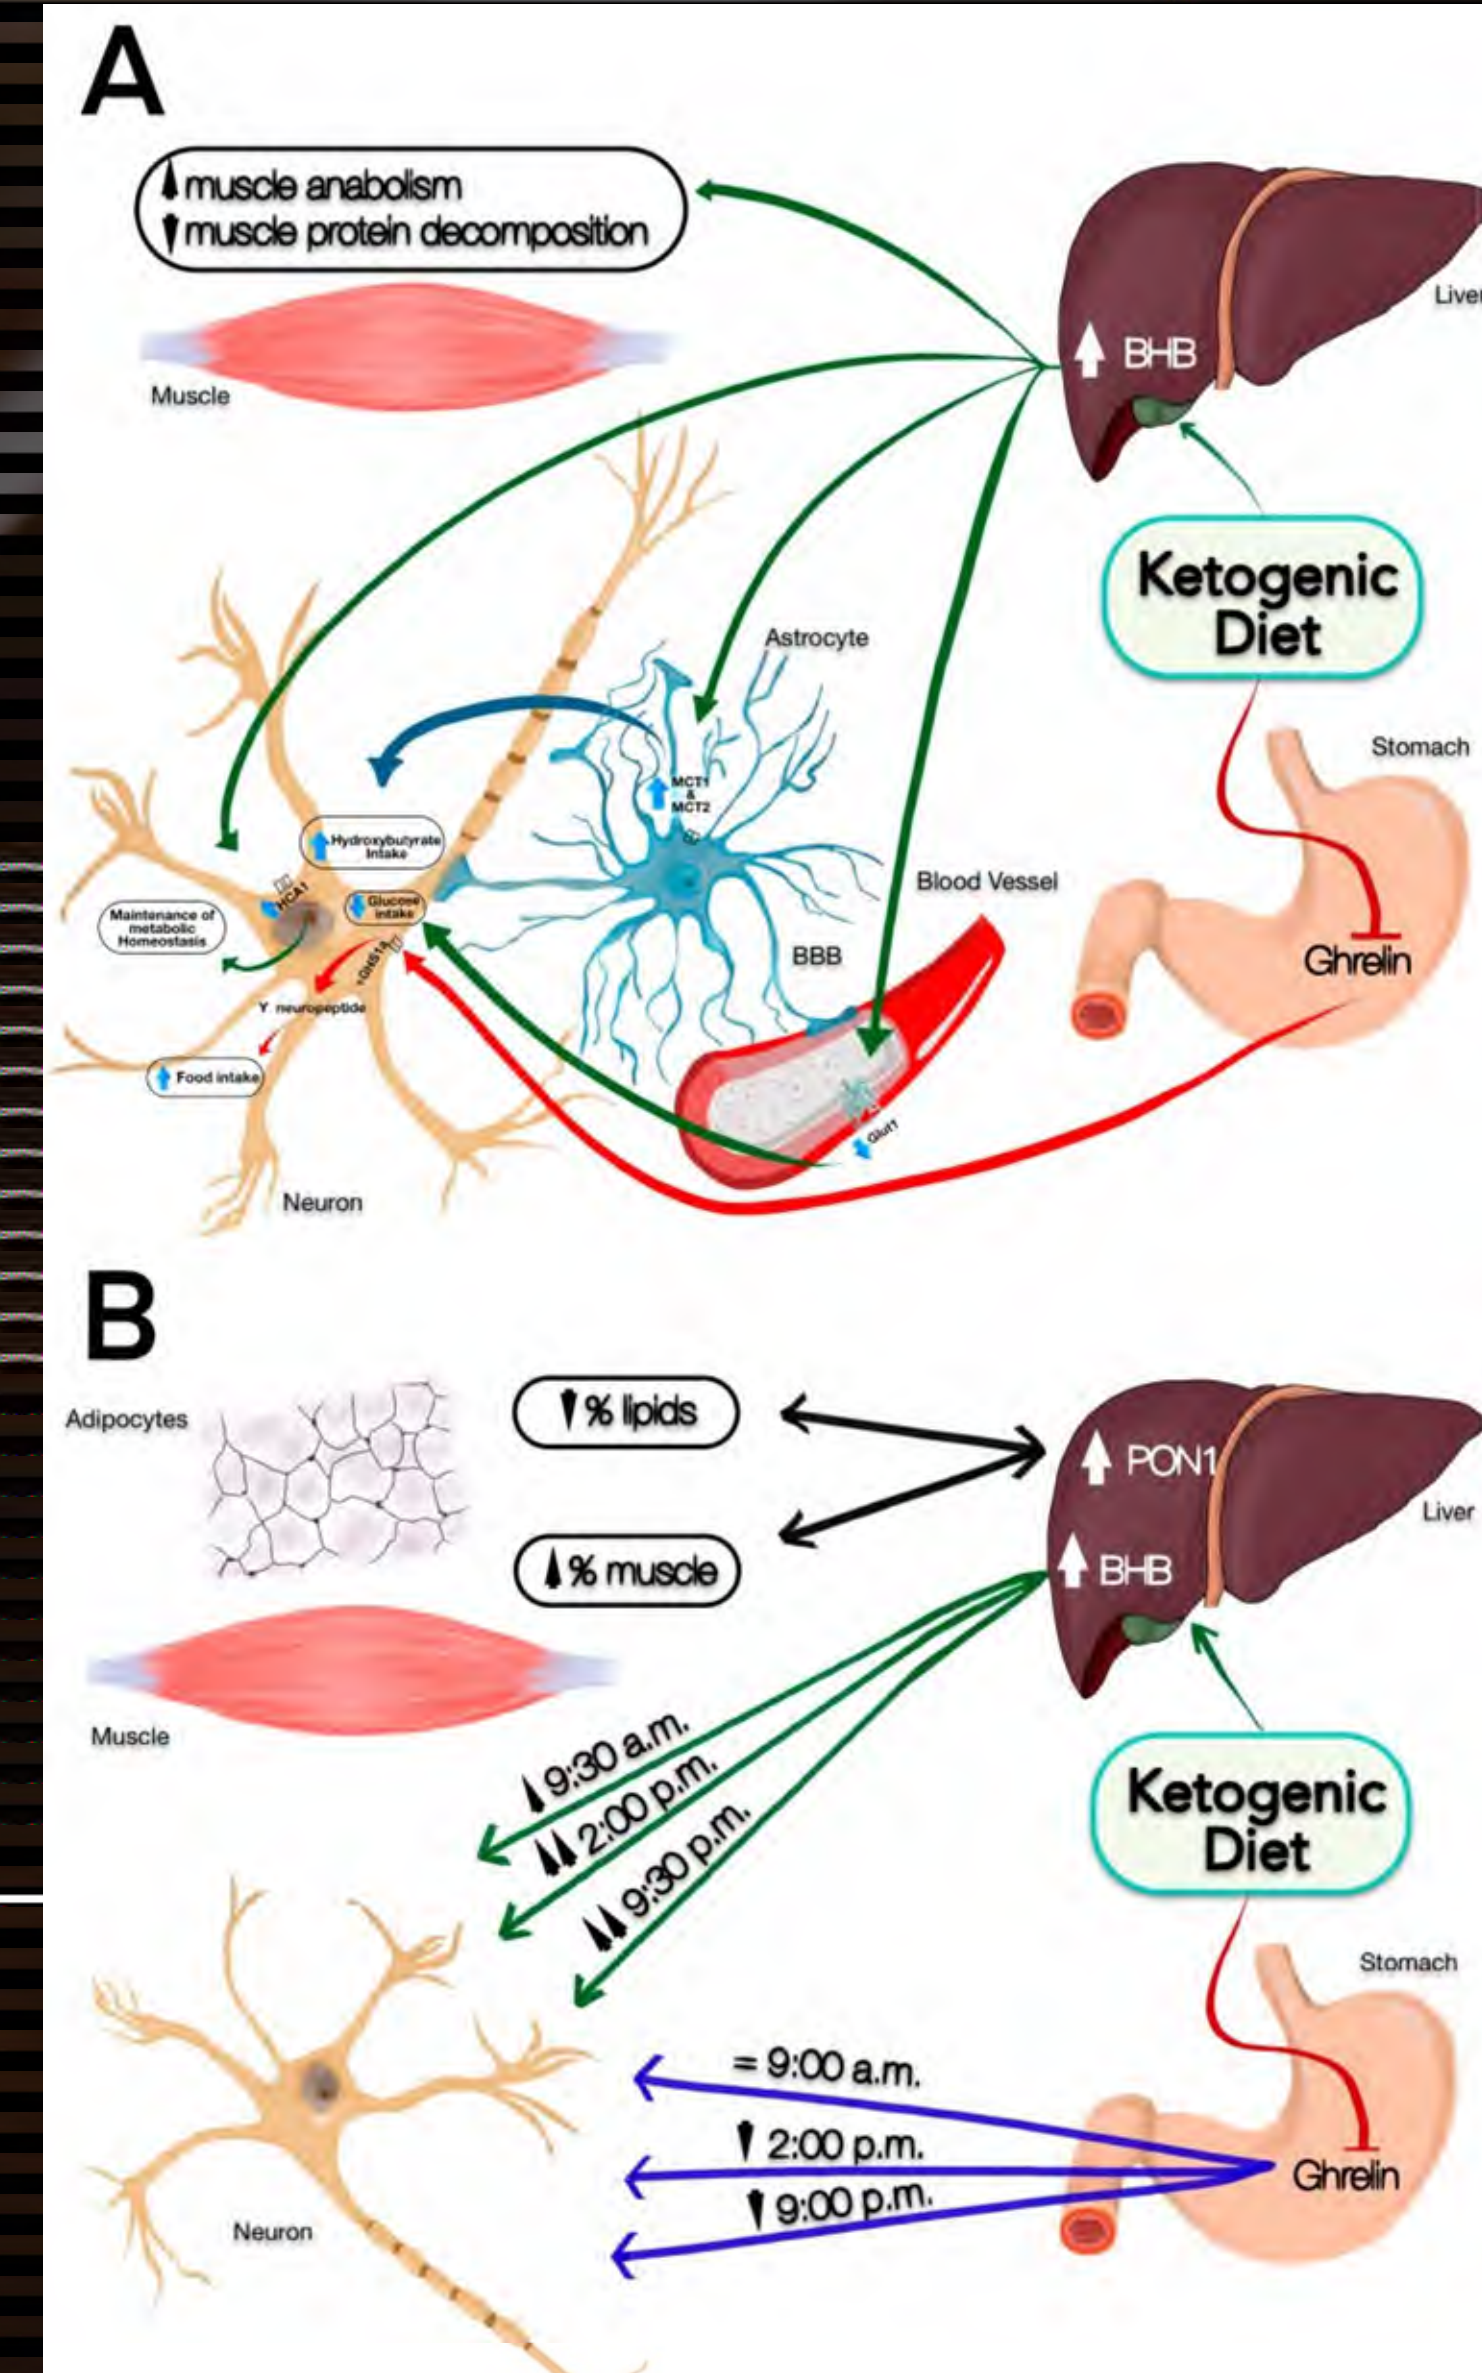 A
muscle anabolism
muscle protein decomposition
Liver
BHB
Muscle
Ketogenic
Diet
Astrocyte
Stomach
MCT1
&
MCT2
Hydroxybutyrate
Intake
Blood Vessel
HCA1
Glucose
intake
Maintenance of
metabolic
Homeostasis
BBB
Ghrelin
Y neuropeptide
Food intake
Glut1
Neuron
B
Adipocytes
% lipids
PON1
Liver
% muscle
BHB
Muscle
9:30 a.m.
2:00 p.m.
9:30 p.m.
Ketogenic
Diet
Stomach
= 9:00 a.m.
2:00 p.m.
9:00 p.m.
Ghrelin
Neuron